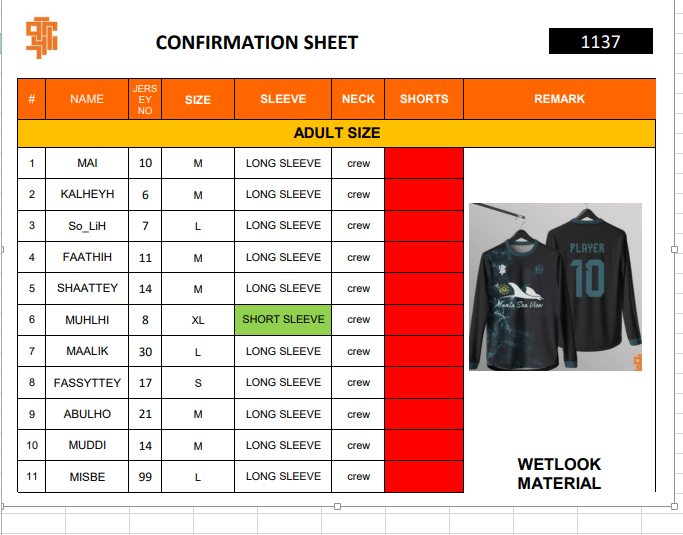 CONFIRMATION SHEET
1137
# NAME JERS EY NO SIZE SLEEVE NECK SHORTS REMARK
ADULT SIZE
1 MAI 10 M LONG SLEEVE crew
2 KALHEYH 6 M LONG SLEEVE crew
3 So_LiH 7 L LONG SLEEVE crew
4 FAATHIH 11 M LONG SLEEVE crew
5 SHAATTEY 14 M LONG SLEEVE crew
6 MUHLHI 8 XL SHORT SLEEVE crew
7 MAALIK 30 L LONG SLEEVE crew
8 FASSYTTEY 17 S LONG SLEEVE crew
9 ABULHO 21 M LONG SLEEVE crew
10 MUDDI 14 M LONG SLEEVE crew
11 MISBE 99 L LONG SLEEVE crew
PLAYER
10
Manta Sea View
WETLOOK
MATERIAL